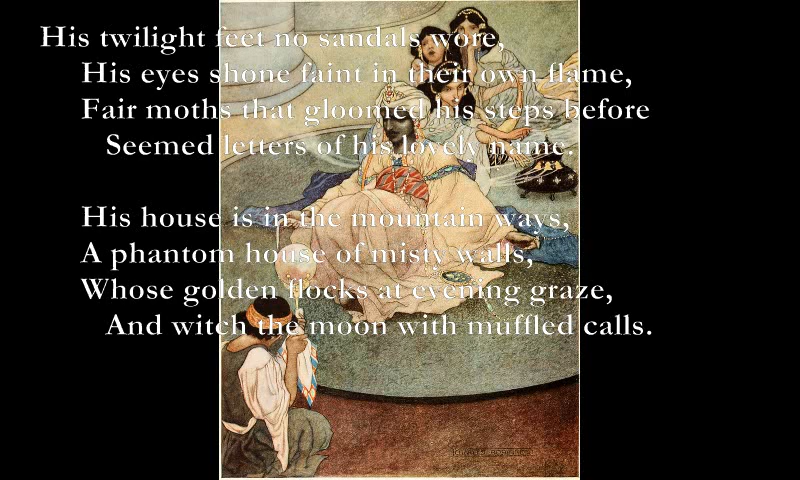 His twilight feet no sandals wore,
His eyes shone faint in their own flame,
Fair moths that gloomed his steps before
Seemed letters of his lovely name.
His house is in the mountain ways,
A phantom house of misty walls,
Whose golden flocks at evening graze,
And witch the moon with muffled calls.